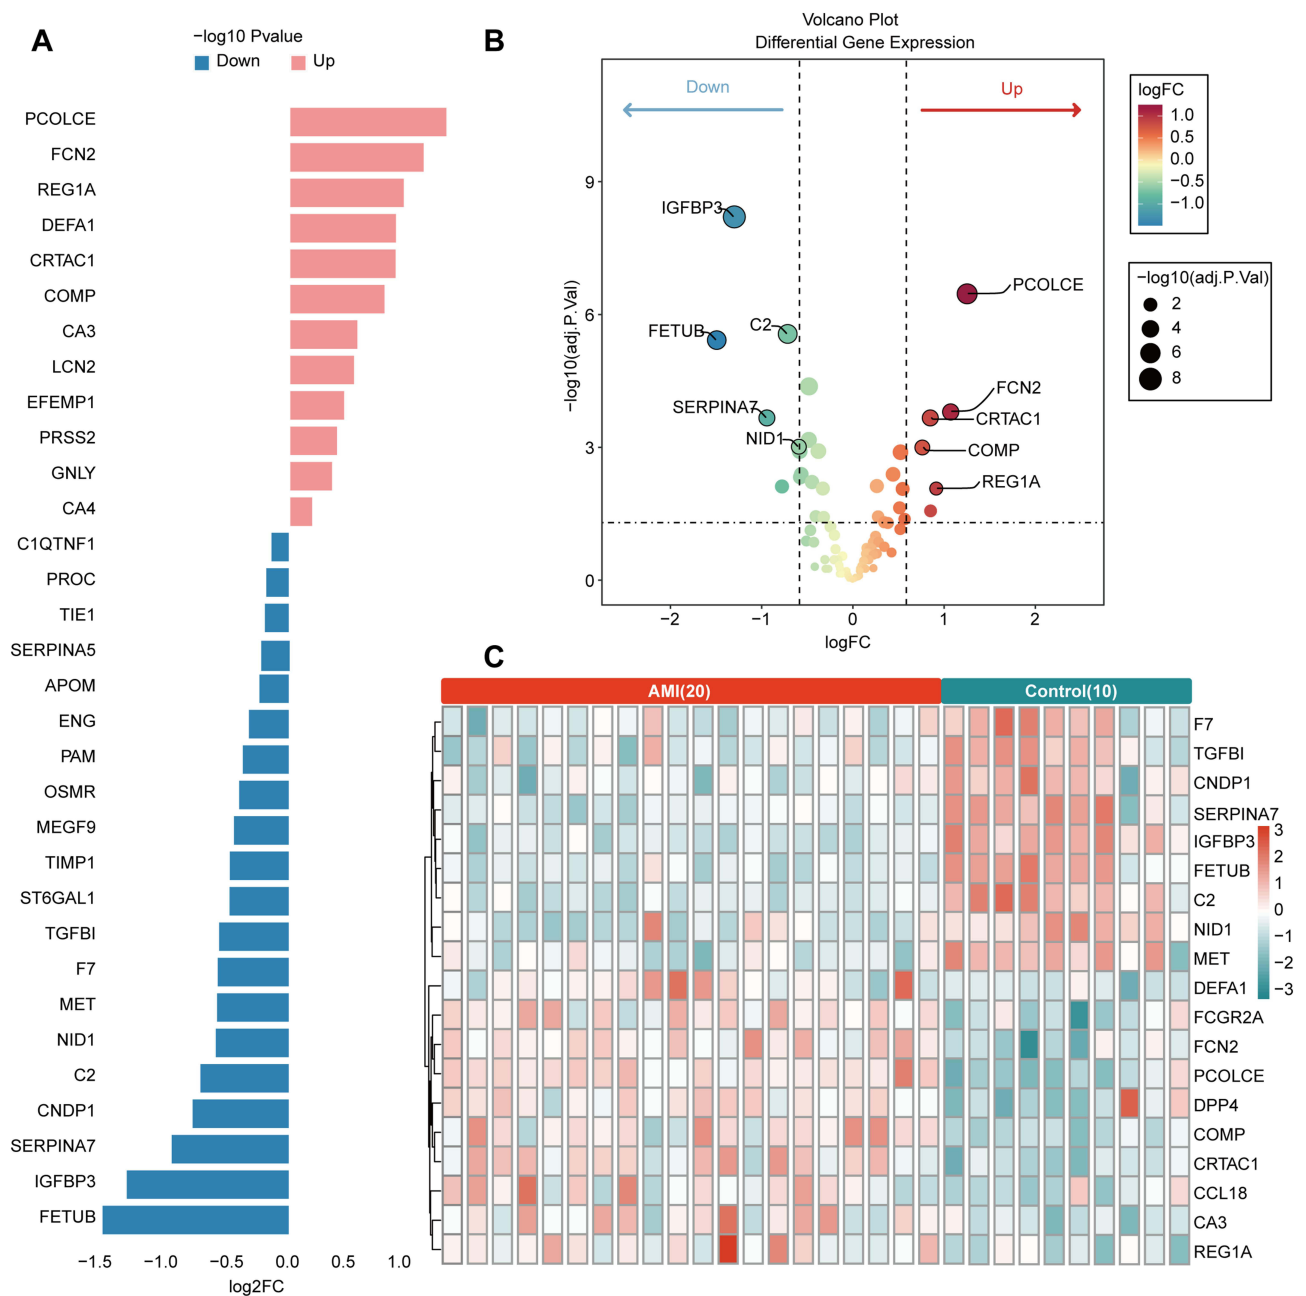 A
−log10 Pvalue
Down
Up
PCOLCE
FCN2
REG1A
DEFA1
CRTAC1
COMP
CA3
LCN2
EFEMP1
PRSS2
GNLY
CA4
C1QTNF1
PROC
TIE1
SERPINA5
APOM
ENG
PAM
OSMR
MEGF9
TIMP1
ST6GAL1
TGFBI
F7
MET
NID1
C2
CNDP1
SERPINA7
IGFBP3
FETUB
−1.5 −1.0 −0.5 0.0 0.5 1.0
log2FC
B
Volcano Plot
Differential Gene Expression
Down
Up
−log10(adj.P.Val)
9
6
3
0
IGFBP3
PCOLCE
FETUB
C2
SERPINA7
NID1
FCN2
CRTAC1
COMP
REG1A
−2 −1 0 1 2
logFC
logFC
1.0
0.5
0.0
−0.5
−1.0
−log10(adj.P.Val)
2
4
6
8
C
AMI(20)
Control(10)
F7
TGFBI
CNDP1
SERPINA7
IGFBP3
FETUB
C2
NID1
MET
DEFA1
FCGR2A
FCN2
PCOLCE
DPP4
COMP
CRTAC1
CCL18
CA3
REG1A
3
2
1
0
−1
−2
−3